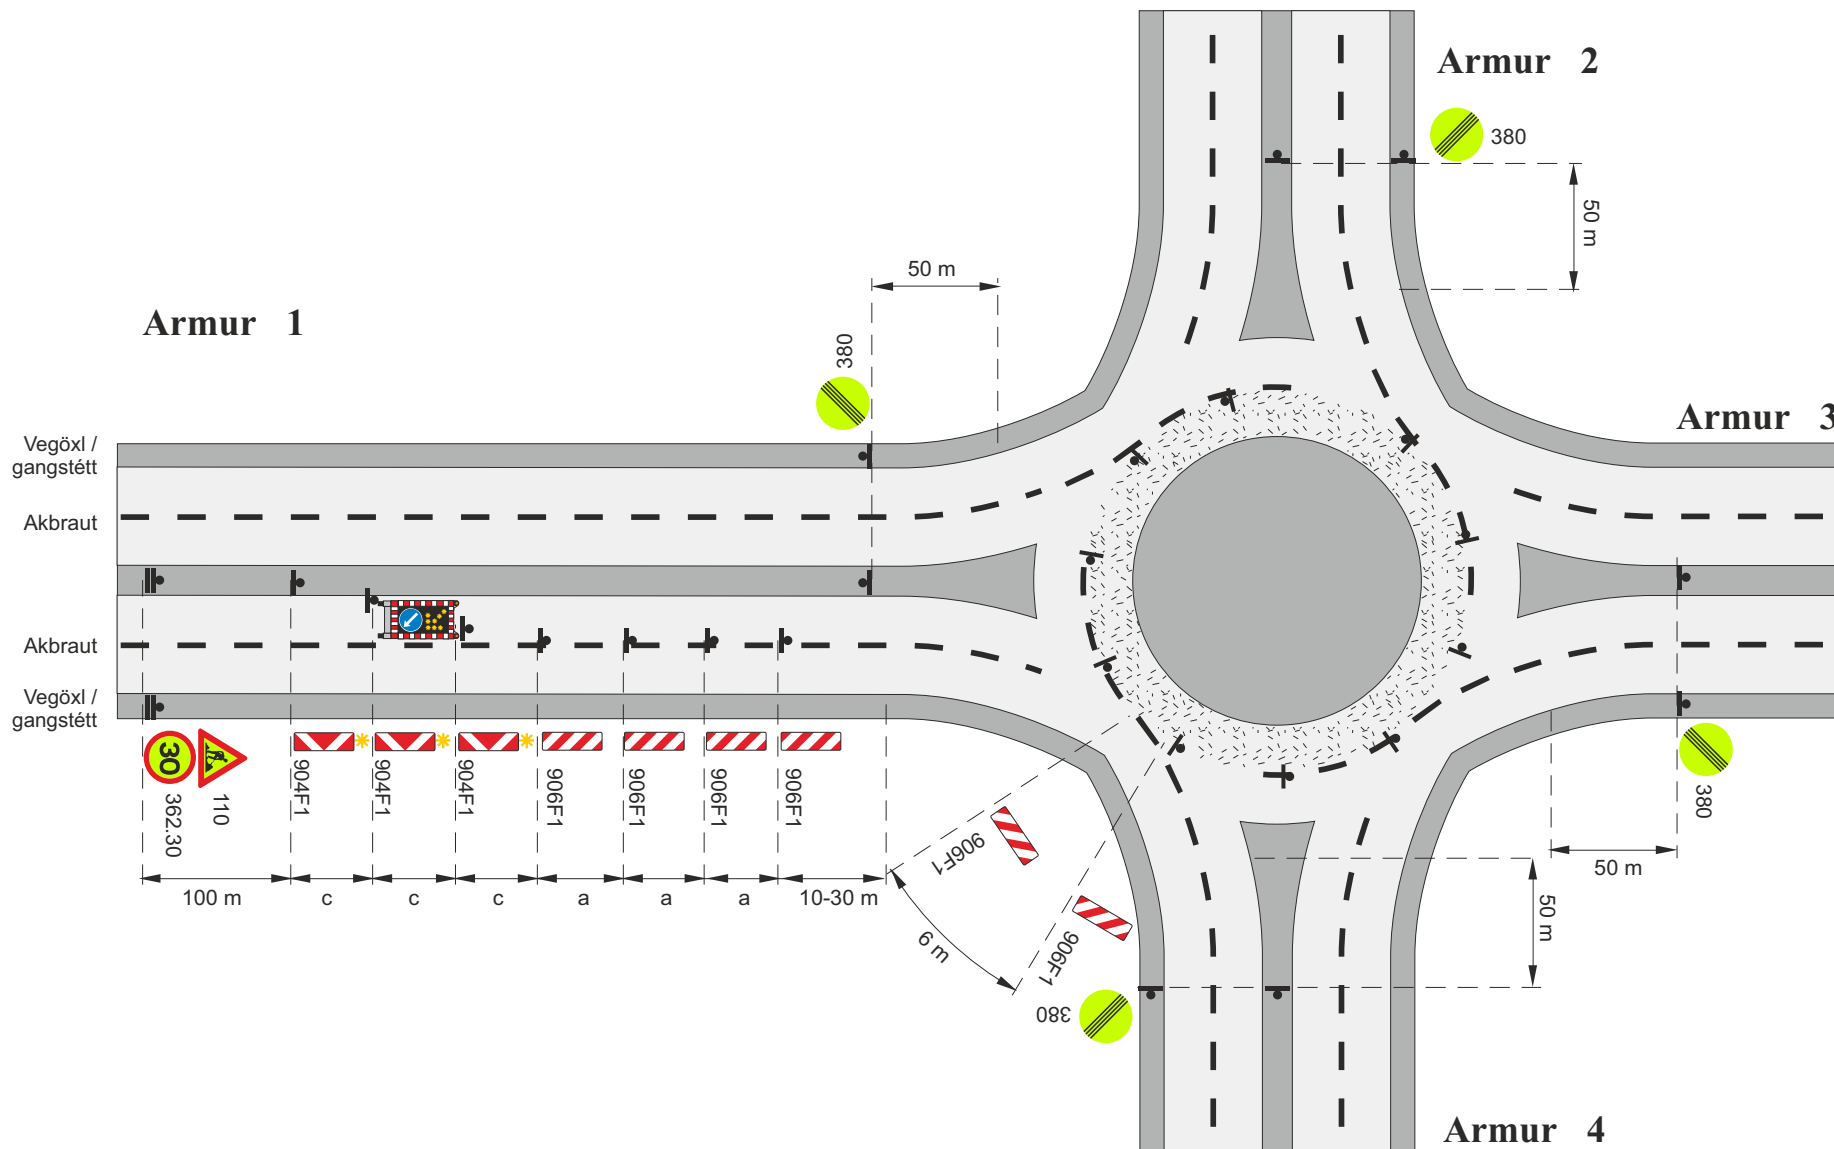 Armur 2
380
50 m
50 m
Armur 1
380
Armur 3
Vegöxl /
gangstétt
Akbraut
Akbraut
Vegöxl /
gangstétt
30
362.30
110
904F1
904F1
904F1
906F1
906F1
906F1
906F1
100 m
c
c
c
a
a
a
10-30 m
906F1
906F1
6 m
380
380
50 m
50 m
Armur 4